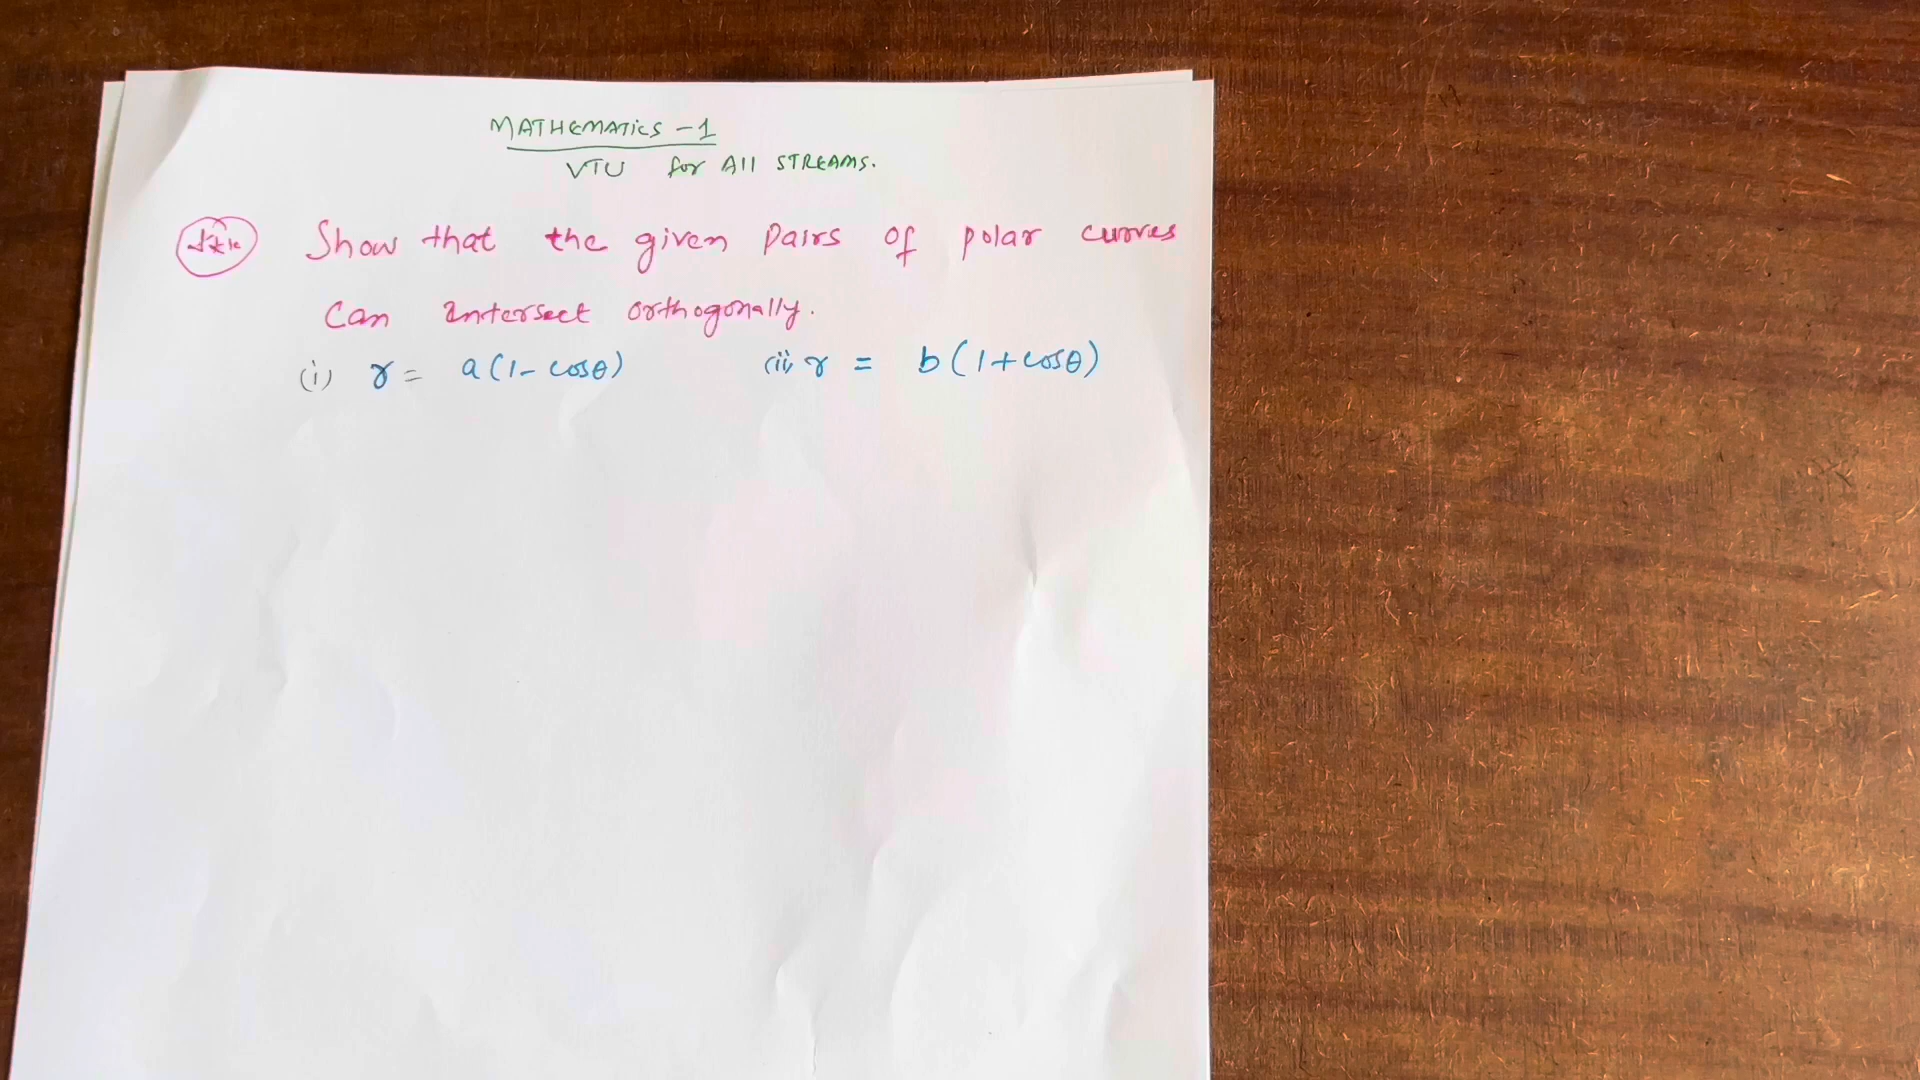 MATHEMATICS - 1
VTU for All STREAMS.
Show that the given pairs of polar curves
can intersect orthogonally.
(i) r = a(1 - cosθ) (ii) r = b(1 + cosθ)